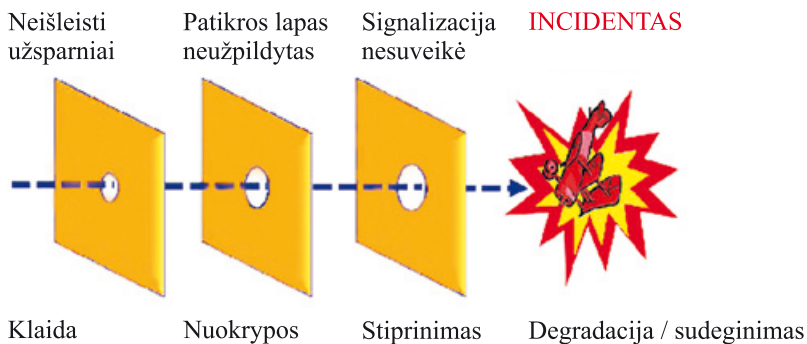 Neišleisti
užsparniai
Patikros lapas
neužpildytas
Signalizacija
nesuveikė
INCIDENTAS
Klaida
Nuokrypos
Stiprinimas
Degradacija / sudeginimas